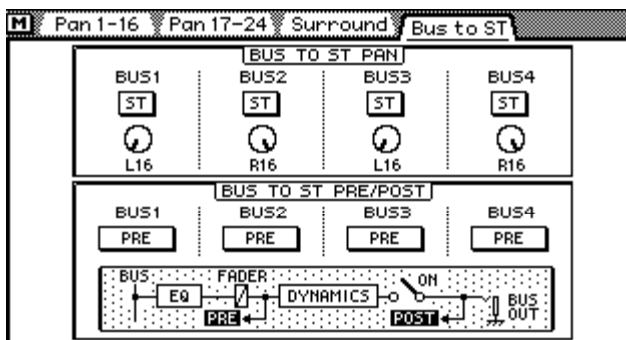 M Pan 1-16 Pan 17-24 Surround Bus to ST
BUS TO ST PAN
BUS1 BUS2 BUS3 BUS4
ST ST ST ST
L16 R16 L16 R16
BUS TO ST PRE/POST
BUS1 BUS2 BUS3 BUS4
PRE PRE PRE PRE
BUS FADER ON
EQ DYNAMICS BUS
PRE POST OUT